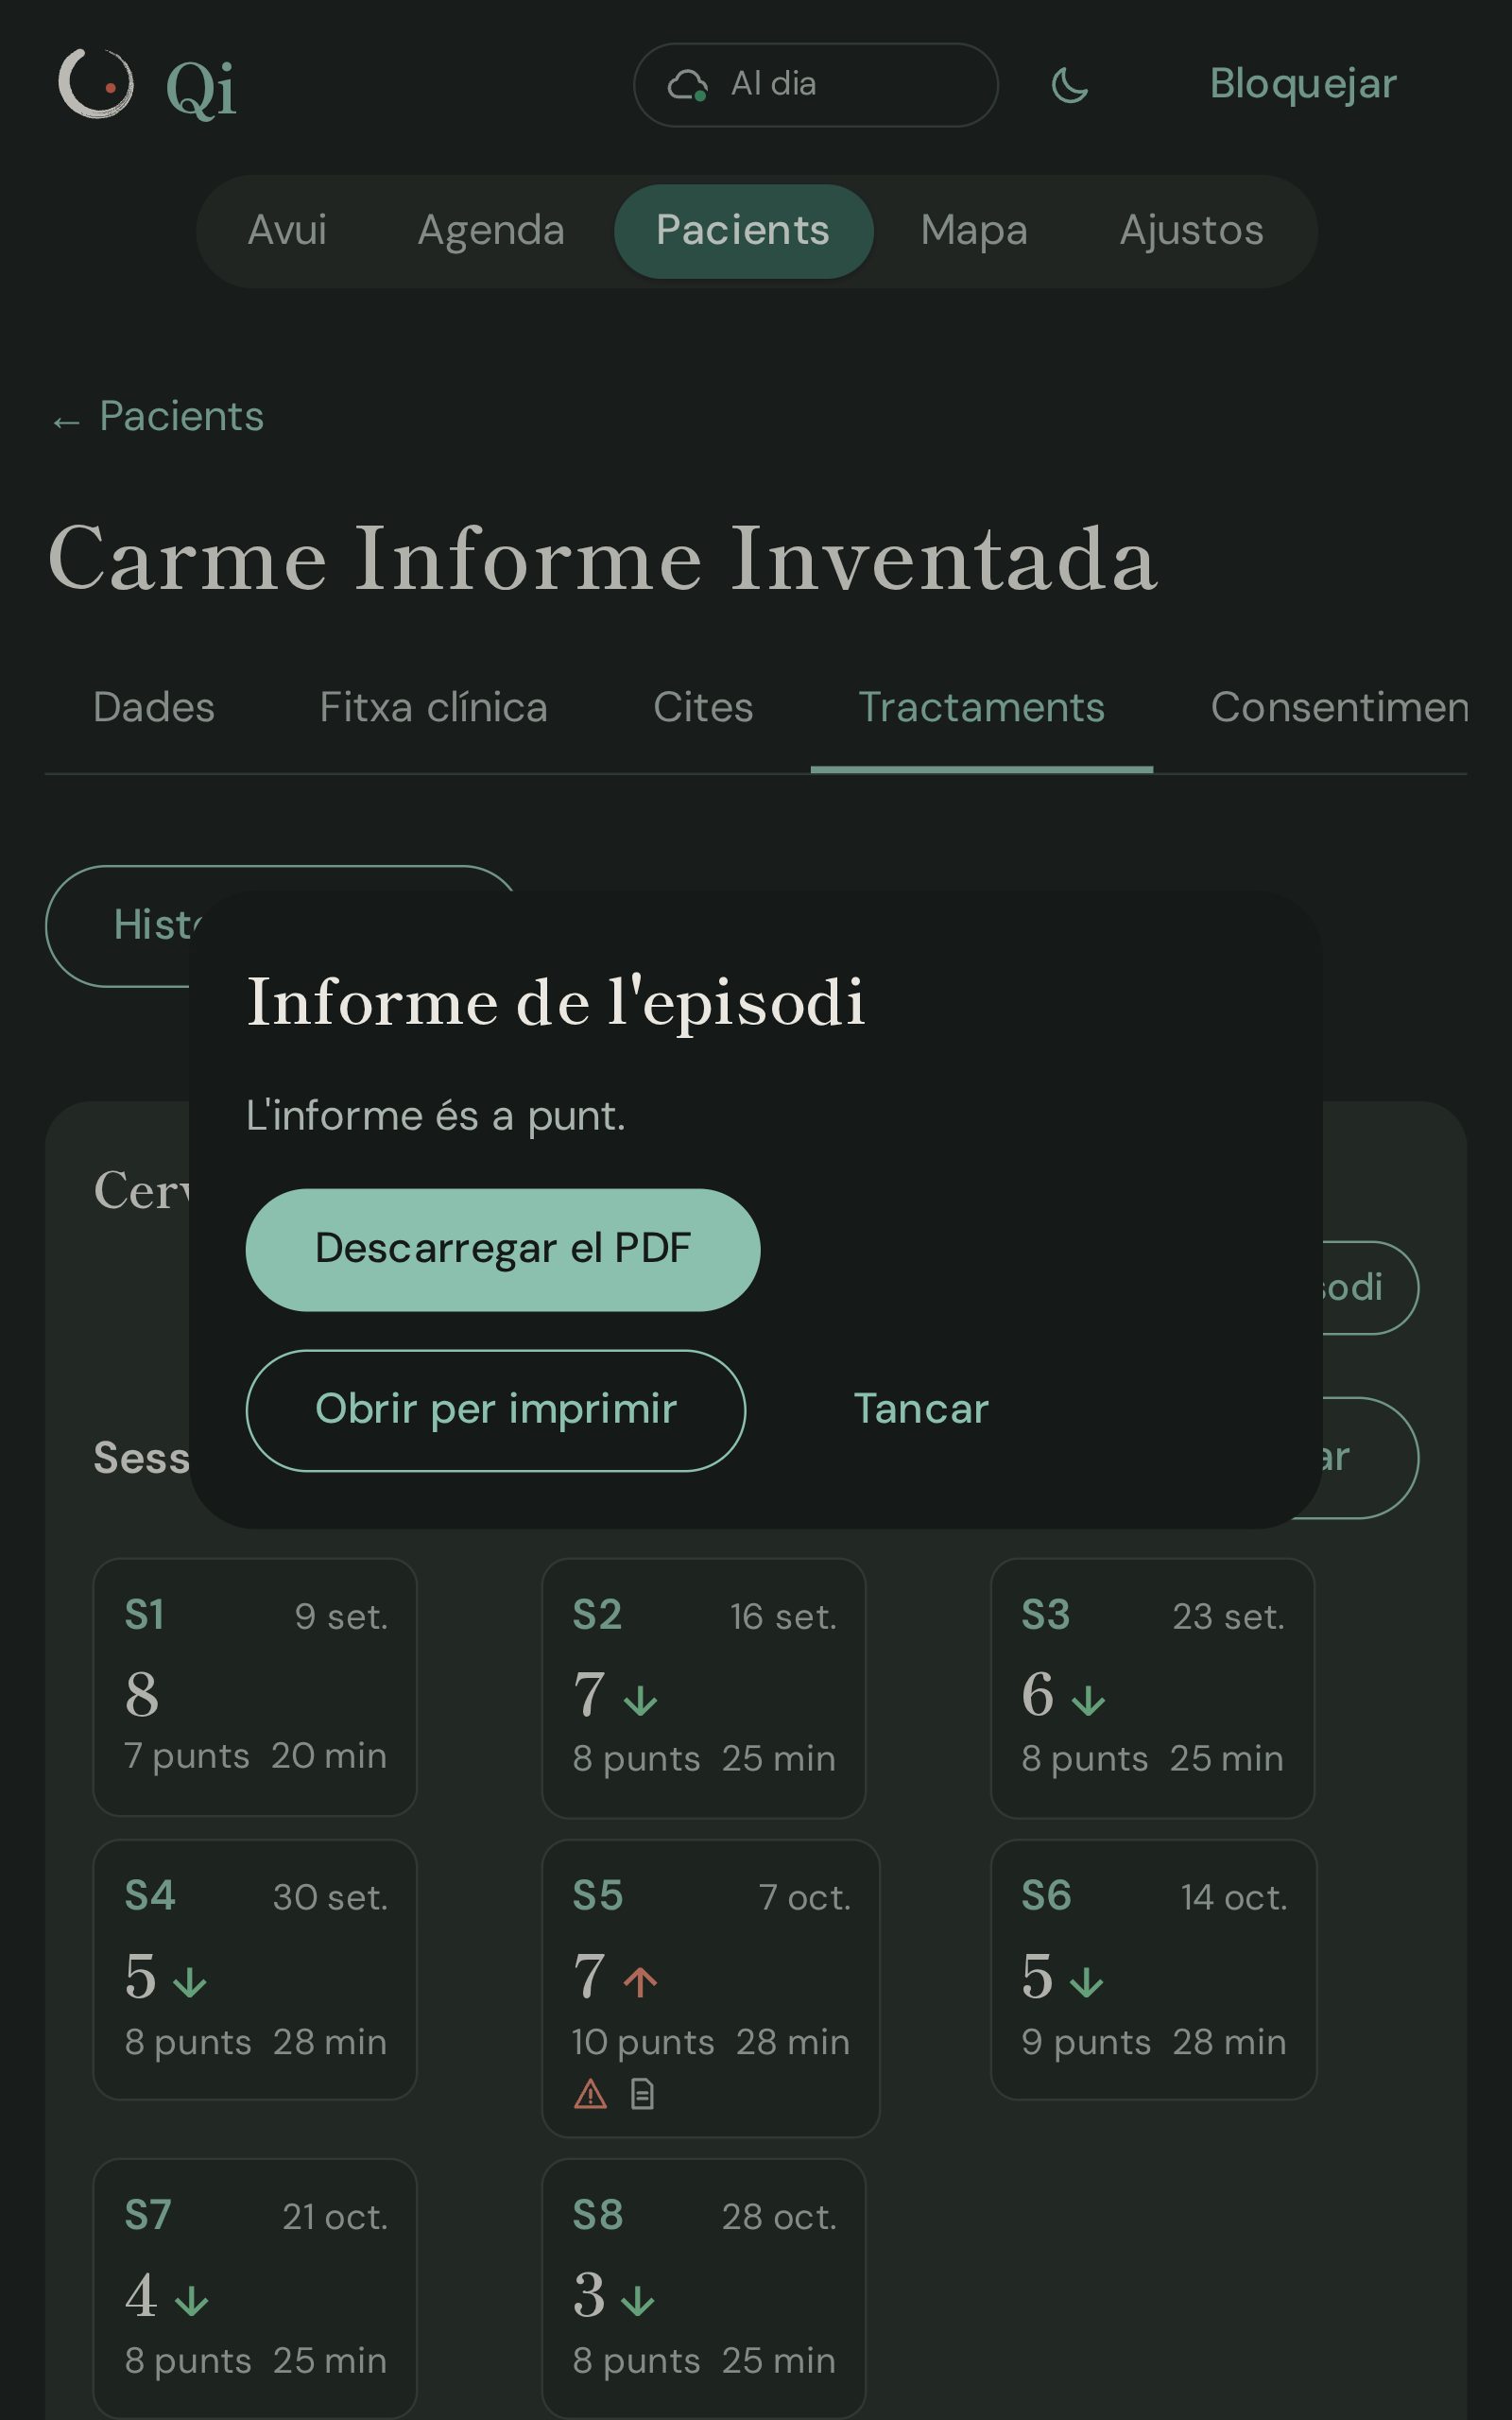 Qi
Al dia
Bloquejar
Avui Agenda Pacients Mapa Ajustos
← Pacients
Carme Informe Inventada
Dades Fitxa clínica Cites Tractaments Consentimen
Informe de l'episodi
L'informe és a punt.
Descarregar el PDF
Obrir per imprimir Tancar
S1 9 set.
8
7 punts 20 min
S2 16 set.
7 ↓
8 punts 25 min
S3 23 set.
6 ↓
8 punts 25 min
S4 30 set.
5 ↓
8 punts 28 min
S5 7 oct.
7 ↑
10 punts 28 min
S6 14 oct.
5 ↓
9 punts 28 min
S7 21 oct.
4 ↓
8 punts 25 min
S8 28 oct.
3 ↓
8 punts 25 min